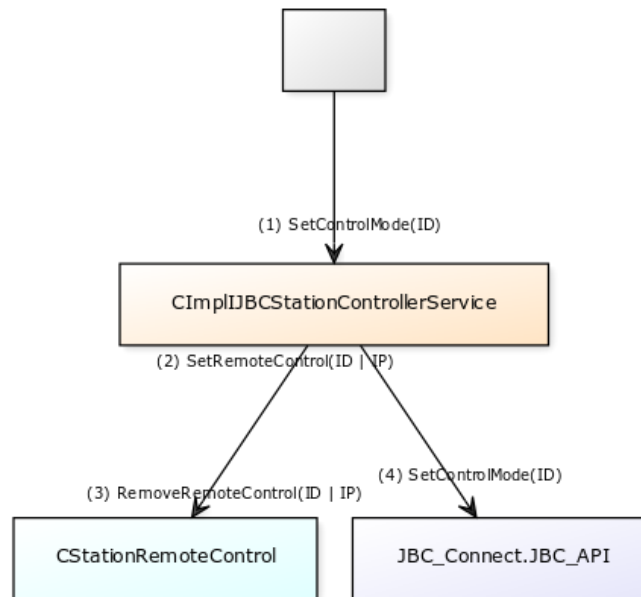 (1) SetControlMode(ID)
CImplIJBCStationControllerService
(2) SetRemoteControl(ID | IP)
(4) SetControlMode(ID)
(3) RemoveRemoteControl(ID | IP)
CStationRemoteControl
JBC_Connect.JBC_API